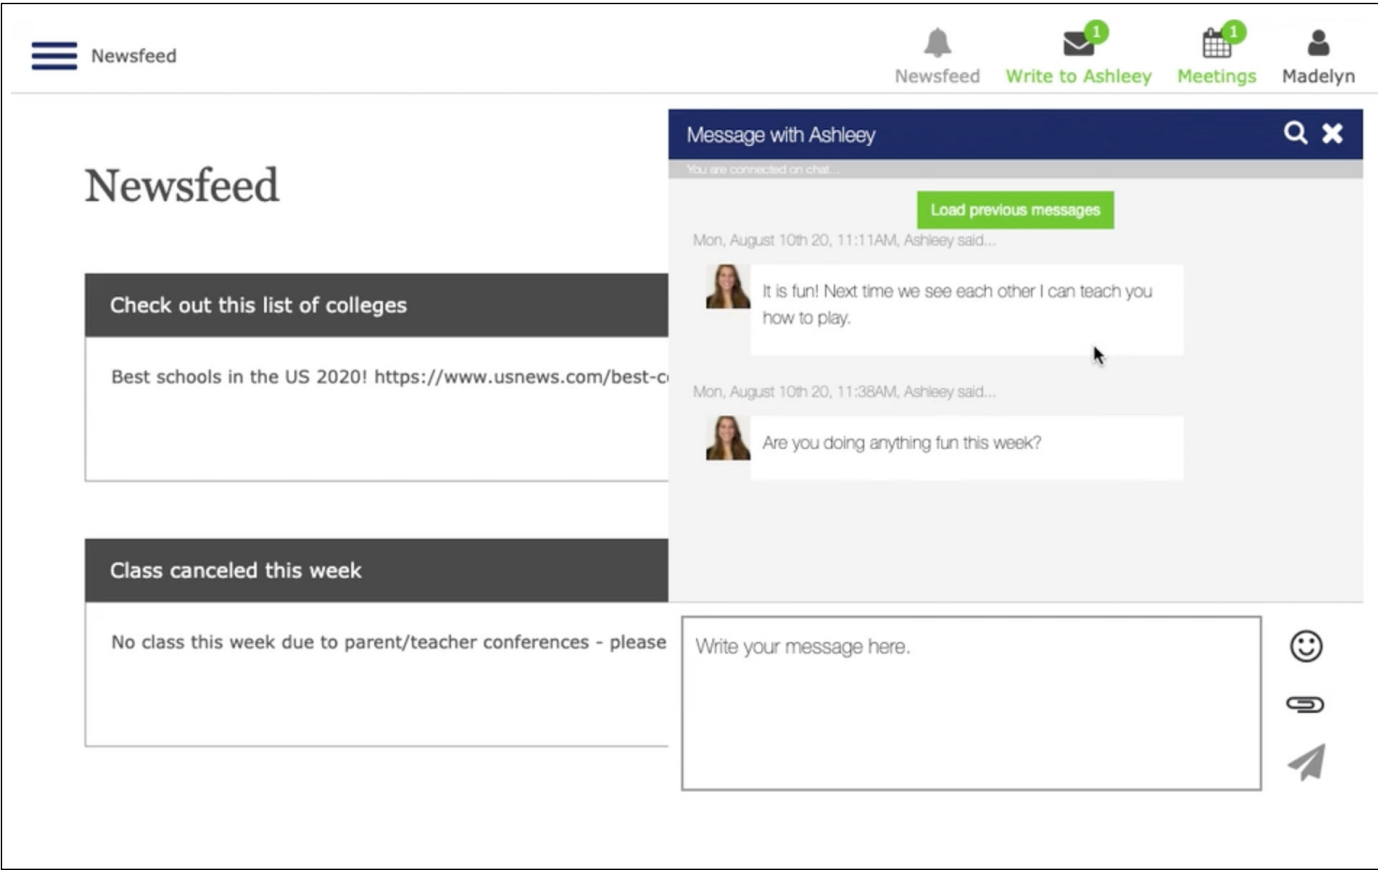 Newsfeed
Newsfeed
1
Write to Ashleey
1
Meetings
Madelyn
Newsfeed
Check out this list of colleges
Best schools in the US 2020! https://www.usnews.com/best-c
Class canceled this week
No class this week due to parent/teacher conferences - please
Message with Ashleey
You are connected on chat...
Load previous messages
Mon, August 10th 20, 11:11AM, Ashleey said...
It is fun! Next time we see each other I can teach you
how to play.
Mon, August 10th 20, 11:38AM, Ashleey said...
Are you doing anything fun this week?
Write your message here.